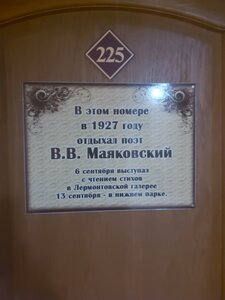 225
В этом номере
в 1927 году
отдыхал поэт
В.В. Маяковский
6 сентября выступал
с чтением стихов
в Лермонтовской галерее
13 сентября - в нижнем парке.